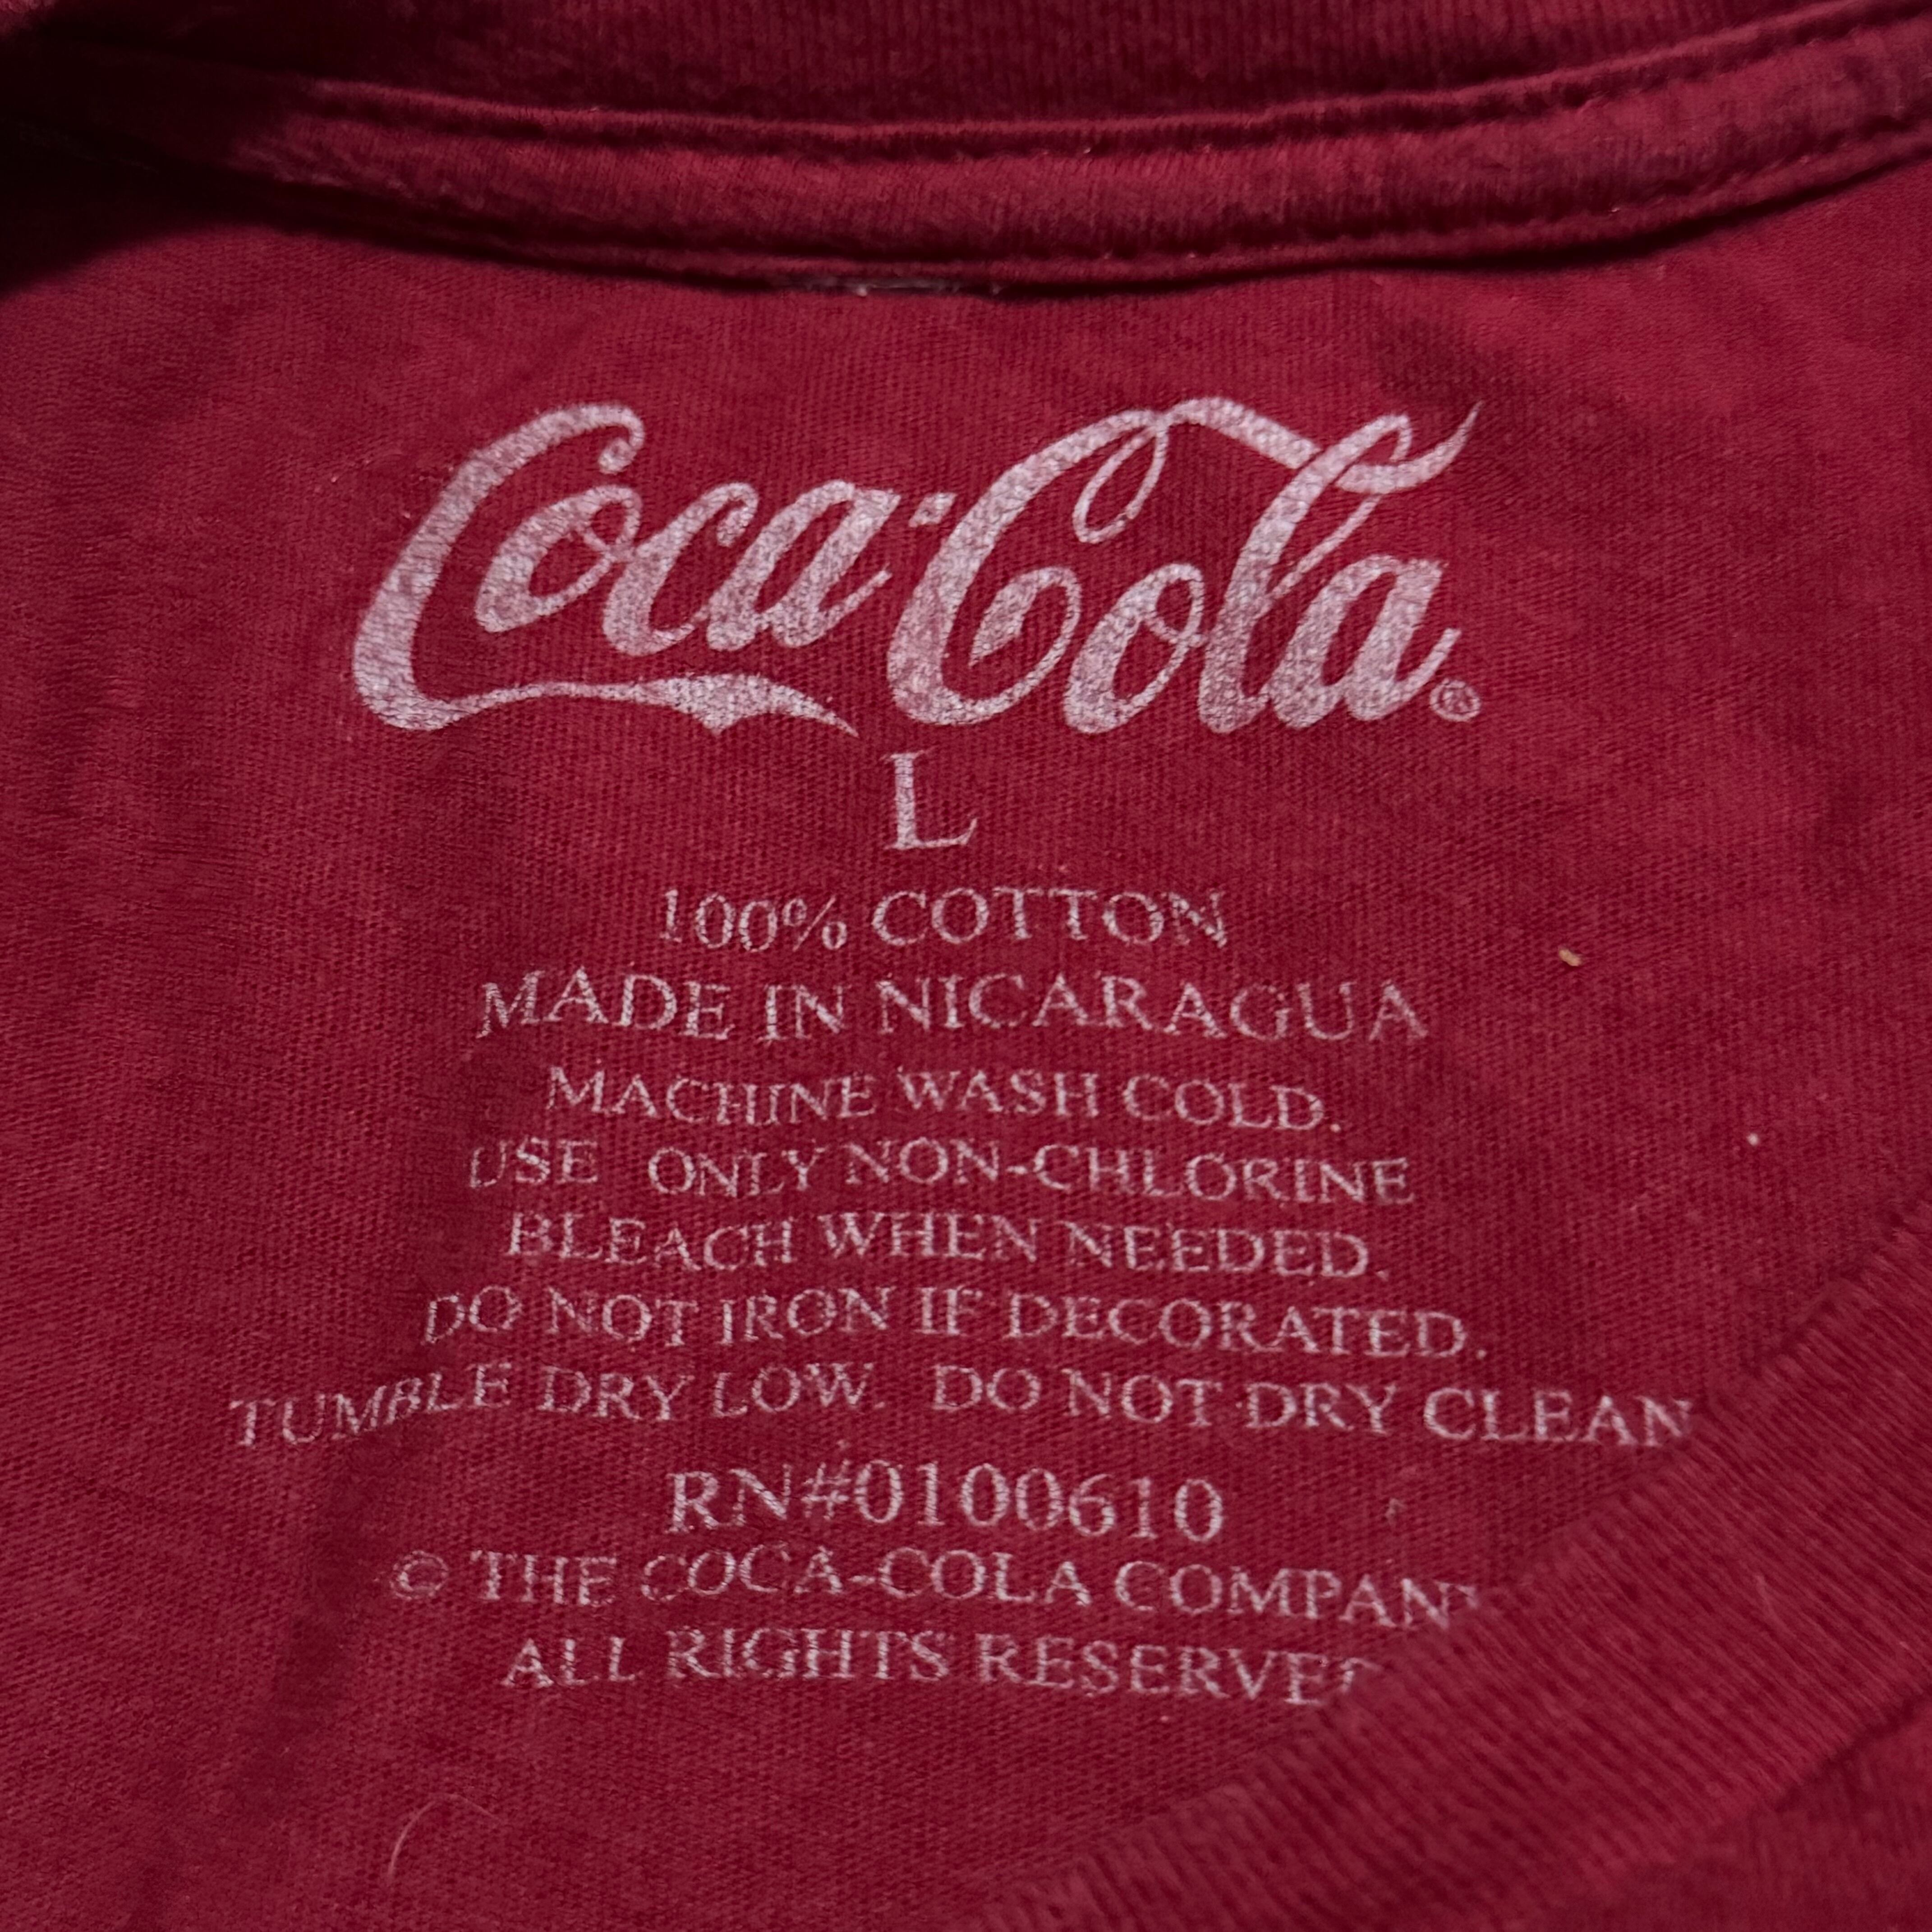 Coca-Cola®
L
100% COTTON
MADE IN NICARAGUA
MACHINE WASH COLD.
USE ONLY NON-CHLORINE
BLEACH WHEN NEEDED.
DO NOT IRON IF DECORATED.
TUMBLE DRY LOW. DO NOT DRY CLEAN
RN#0100610
© THE COCA-COLA COMPANY
ALL RIGHTS RESERVED